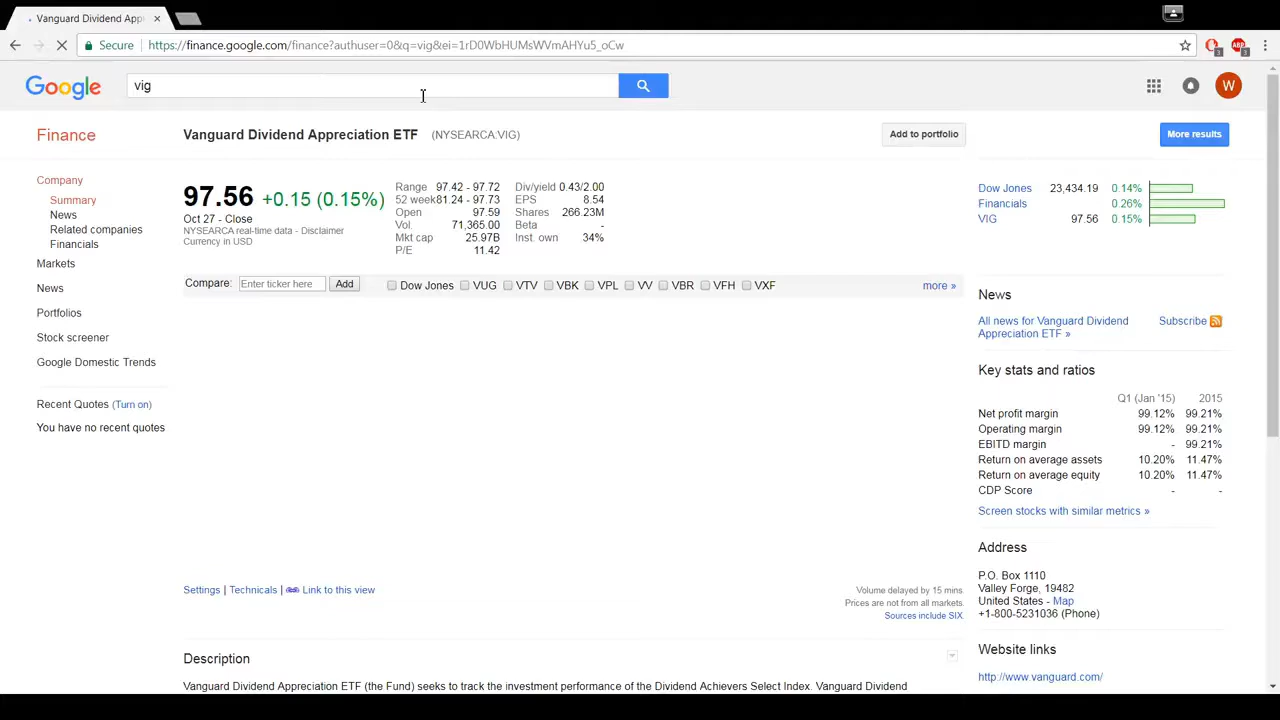 Vanguard Dividend App
Secure https://finance.google.com/finance?authuser=0&q=vig&ei=1rD0WbHUMsWVmAHYu5_oCw
3 ABP 3
Google vig W
Finance Vanguard Dividend Appreciation ETF (NYSEARCA:VIG) Add to portfolio More results
Company
Summary
News
Related companies
Financials
Markets
News
Portfolios
Stock screener
Google Domestic Trends
Recent Quotes (Turn on)
You have no recent quotes
97.56 +0.15 (0.15%)
Oct 27 - Close
NYSEARCA real-time data - Disclaimer
Currency in USD
Range 97.42 - 97.72 Div/yield 0.43/2.00
52 week 81.24 - 97.73 EPS 8.54
Open 97.59 Shares 266.23M
Vol. 71,365.00 Beta -
Mkt cap 25.97B Inst. own 34%
P/E 11.42
Dow Jones 23,434.19 0.14%
Financials 0.26%
VIG 97.56 0.15%
Compare: Enter ticker here Add Dow Jones VUG VTV VBK VPL VV VBR VFH VXF more »
Settings | Technicals | Link to this view
Volume delayed by 15 mins.
Prices are not from all markets.
Sources include SIX
Description
Vanguard Dividend Appreciation ETF (the Fund) seeks to track the investment performance of the Dividend Achievers Select Index. Vanguard Dividend
News
All news for Vanguard Dividend Appreciation ETF » Subscribe
Key stats and ratios
Q1 (Jan '15) 2015
Net profit margin 99.12% 99.21%
Operating margin 99.12% 99.21%
EBITD margin - 99.21%
Return on average assets 10.20% 11.47%
Return on average equity 10.20% 11.47%
CDP Score - -
Screen stocks with similar metrics »
Address
P.O. Box 1110
Valley Forge, 19482
United States - Map
+1-800-5231036 (Phone)
Website links
http://www.vanguard.com/